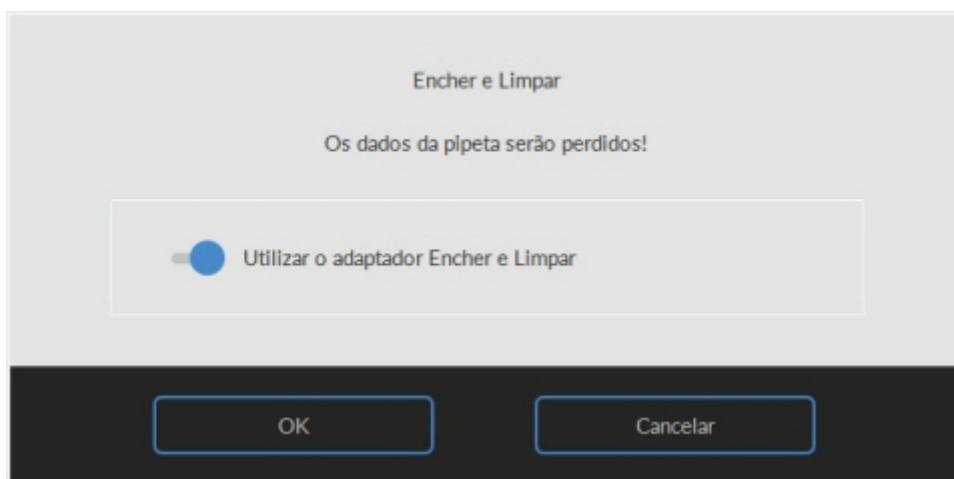 Encher e Limpar
Os dados da pipeta serão perdidos!
Utilizar o adaptador Encher e Limpar
OK
Cancelar